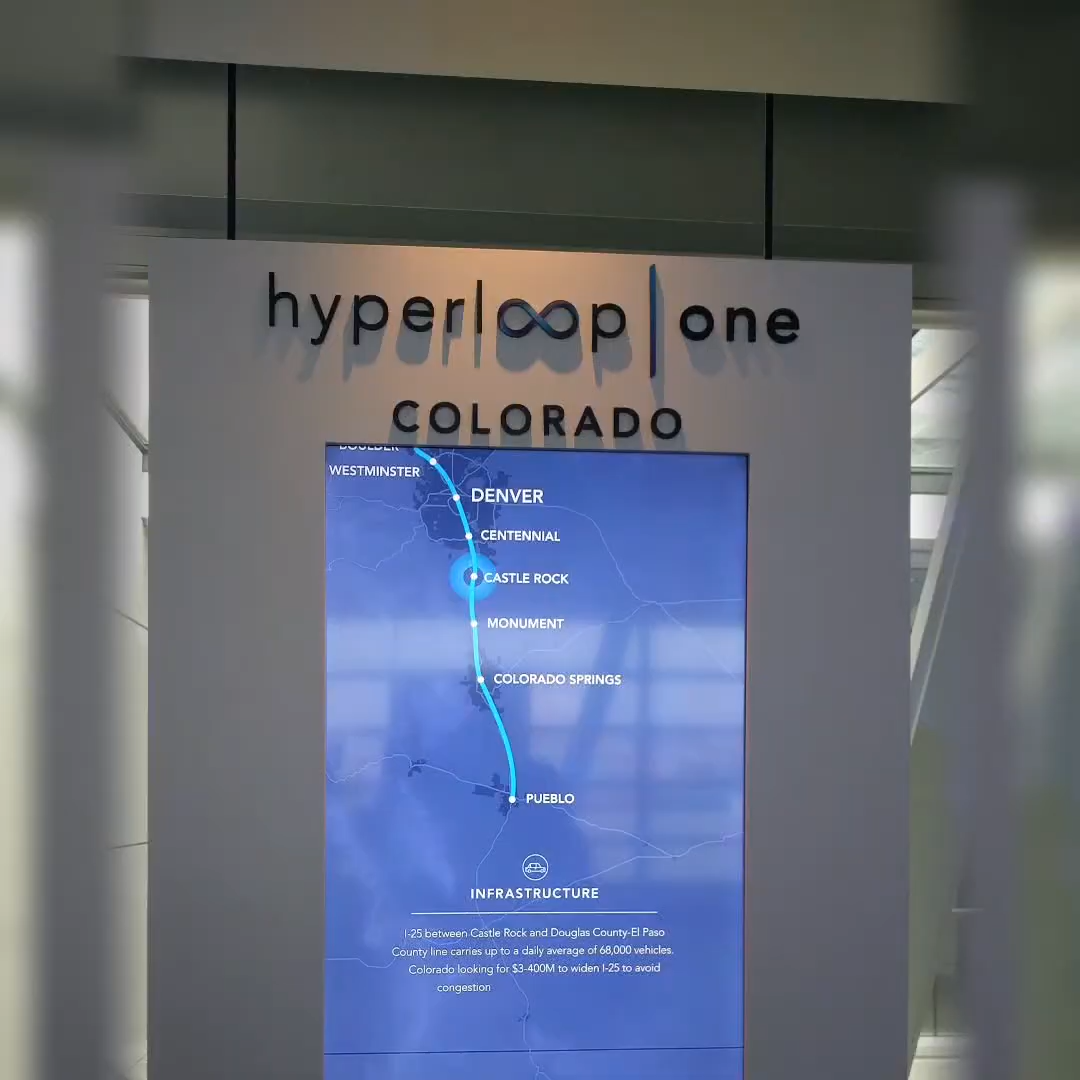 hyperloop | one
COLORADO
BOULDER
WESTMINSTER
DENVER
CENTENNIAL
CASTLE ROCK
MONUMENT
COLORADO SPRINGS
PUEBLO
INFRASTRUCTURE
I-25 between Castle Rock and Douglas County-El Paso
County line carries up to a daily average of 68,000 vehicles.
Colorado looking for $3-400M to widen I-25 to avoid
congestion